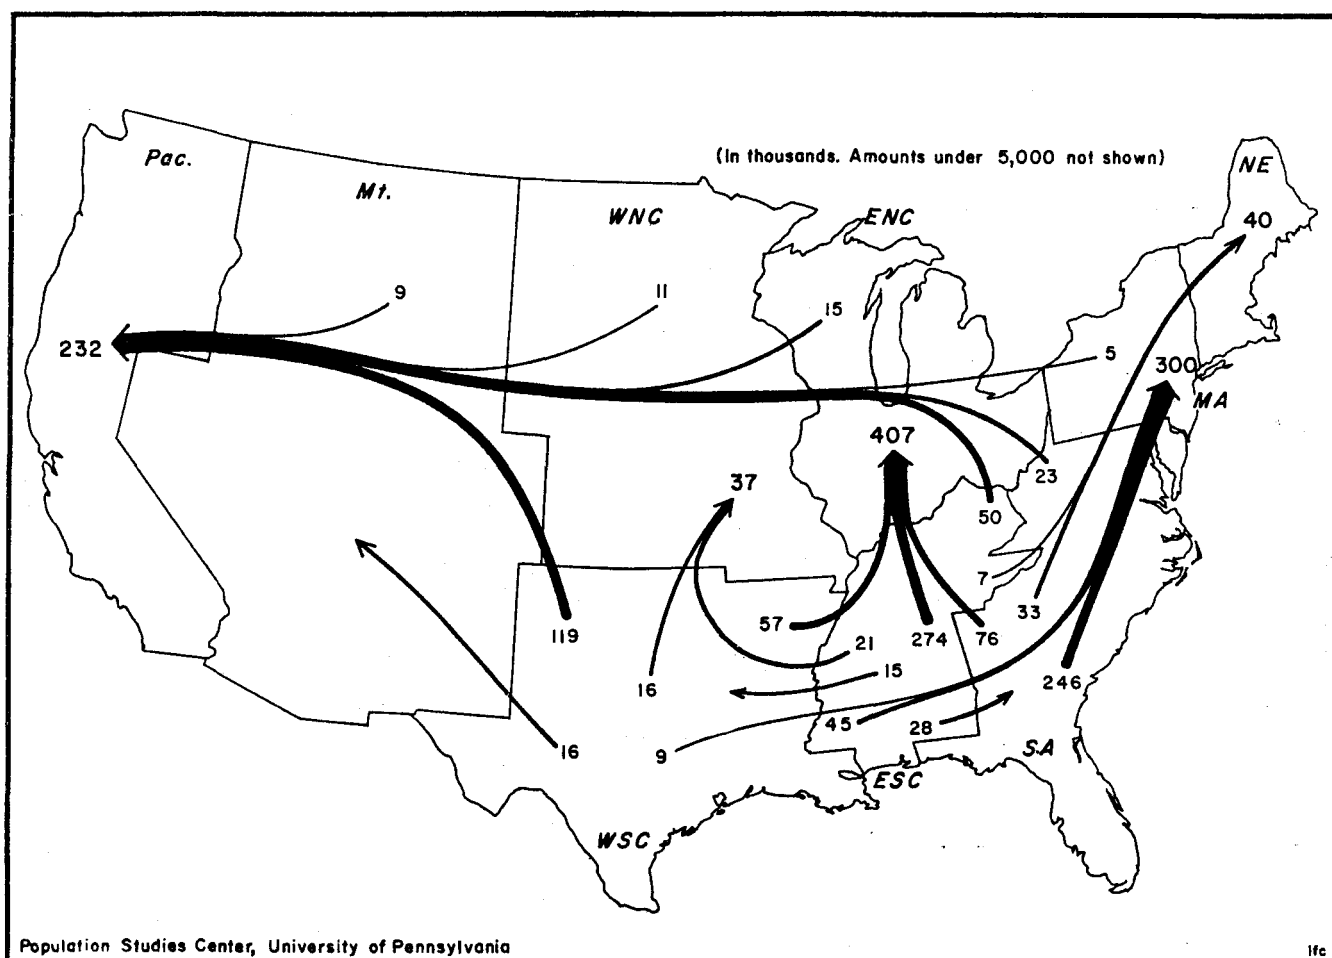 Pac.
Mt.
WNC
ENC
(In thousands. Amounts under 5,000 not shown)
NE
40
9
11
15
5
232
300
MA
407
37
23
50
7
33
57
119
274
76
21
16
15
246
45
28
9
16
SA
ESC
WSC
Population Studies Center, University of Pennsylvania
lfc